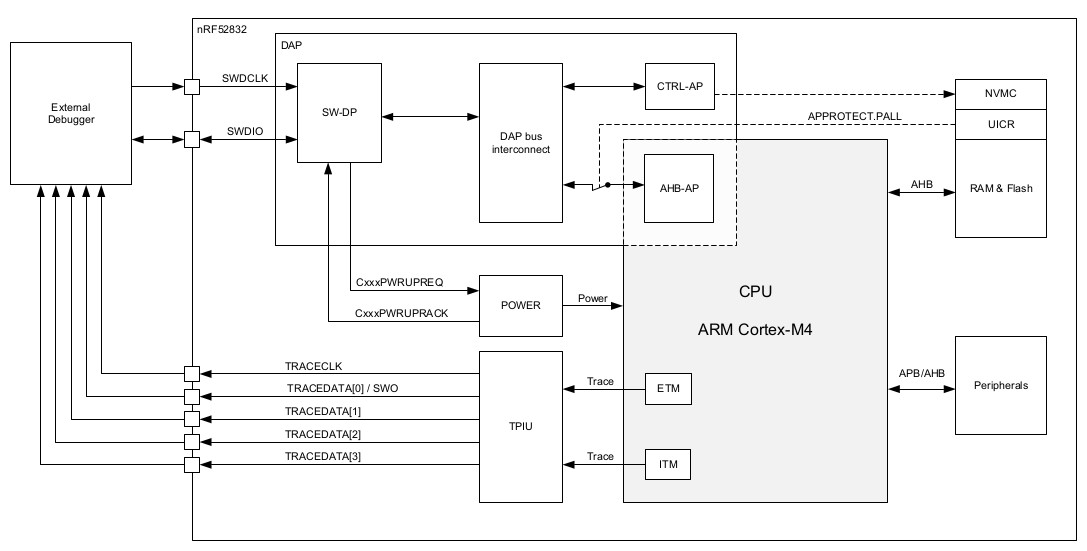 nRF52832
DAP
External
Debugger
SWDCLK
SWDIO
SW-DP
DAP bus
interconnect
CTRL-AP
AHB-AP
APPROTECT.PALL
NVMC
UICR
RAM & Flash
AHB
CxxxPWRUPREQ
CxxxPWRUPRACK
POWER
Power
CPU
ARM Cortex-M4
TRACECLK
TRACEDATA[0] / SWO
TRACEDATA[1]
TRACEDATA[2]
TRACEDATA[3]
TPIU
Trace
ETM
Trace
ITM
APB/AHB
Peripherals